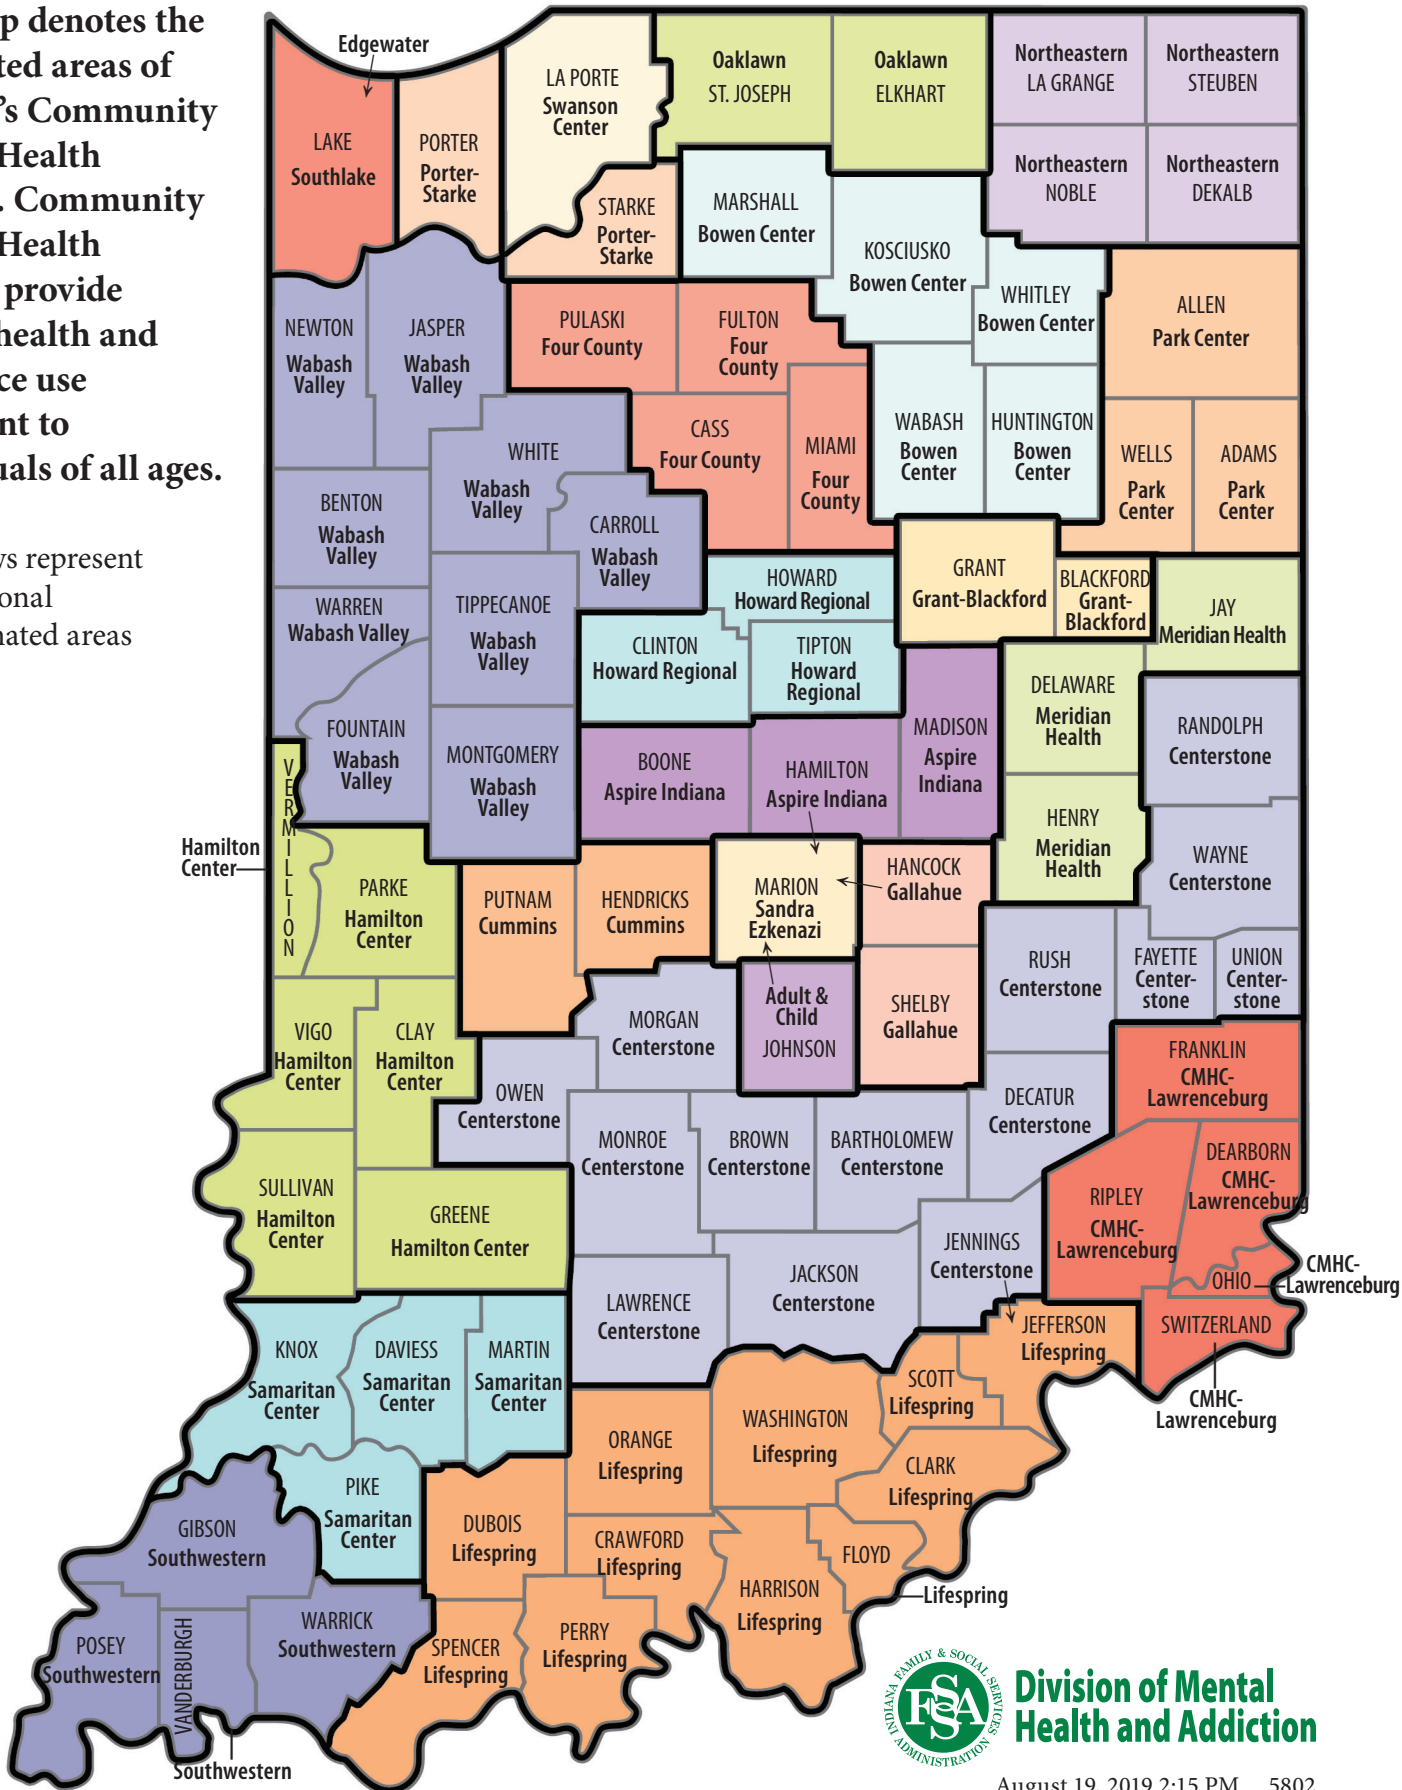 p denotes the
ted areas of
's Community
Health
. Community
Health
provide
health and
ce use
nt to
uals of all ages.
ys represent
onal
nated areas
Edgewater
LAKE
Southlake
PORTER
Porter-
Starke
LA PORTE
Swanson
Center
Oaklawn
ST. JOSEPH
Oaklawn
ELKHART
Northeastern
LA GRANGE
Northeastern
STEUBEN
Northeastern
NOBLE
Northeastern
DEKALB
STARKE
Porter-
Starke
MARSHALL
Bowen Center
KOSCIUSKO
Bowen Center
WHITLEY
Bowen Center
ALLEN
Park Center
NEWTON
Wabash
Valley
JASPER
Wabash
Valley
PULASKI
Four County
FULTON
Four
County
CASS
Four County
MIAMI
Four
County
WABASH
Bowen
Center
HUNTINGTON
Bowen
Center
WELLS
Park
Center
ADAMS
Park
Center
WHITE
Wabash
Valley
BENTON
Wabash
Valley
CARROLL
Wabash
Valley
WARREN
Wabash Valley
TIPPECANOE
Wabash
Valley
HOWARD
Howard Regional
CLINTON
Howard Regional
TIPTON
Howard
Regional
GRANT
Grant-Blackford
BLACKFORD
Grant-
Blackford
JAY
Meridian Health
DELAWARE
Meridian
Health
RANDOLPH
Centerstone
FOUNTAIN
Wabash
Valley
MONTGOMERY
Wabash
Valley
BOONE
Aspire Indiana
HAMILTON
Aspire Indiana
MADISON
Aspire
Indiana
HENRY
Meridian
Health
WAYNE
Centerstone
VERMILLION
Hamilton
Center
PARKE
Hamilton
Center
PUTNAM
Cummins
HENDRICKS
Cummins
MARION
Sandra
Ezkenazi
HANCOCK
Gallahue
RUSH
Centerstone
FAYETTE
Center-
stone
UNION
Center-
stone
VIGO
Hamilton
Center
CLAY
Hamilton
Center
MORGAN
Centerstone
Adult &
Child
JOHNSON
SHELBY
Gallahue
FRANKLIN
CMHC-
Lawrenceburg
OWEN
Centerstone
DECATUR
Centerstone
MONROE
Centerstone
BROWN
Centerstone
BARTHOLOMEW
Centerstone
DEARBORN
CMHC-
Lawrenceburg
RIPLEY
CMHC-
Lawrenceburg
SULLIVAN
Hamilton
Center
GREENE
Hamilton Center
JENNINGS
Centerstone
JACKSON
Centerstone
LAWRENCE
Centerstone
OHIO
CMHC-
Lawrenceburg
SWITZERLAND
CMHC-
Lawrenceburg
KNOX
Samaritan
Center
DAVIESS
Samaritan
Center
MARTIN
Samaritan
Center
JEFFERSON
Lifespring
SCOTT
Lifespring
WASHINGTON
Lifespring
ORANGE
Lifespring
CLARK
Lifespring
PIKE
Samaritan
Center
GIBSON
Southwestern
DUBOIS
Lifespring
CRAWFORD
Lifespring
FLOYD
Lifespring
HARRISON
Lifespring
POSEY
Southwestern
VANDERBURGH
Southwestern
WARRICK
Southwestern
SPENCER
Lifespring
PERRY
Lifespring
INDIANA FAMILY & SOCIAL SERVICES ADMINISTRATION
FSSA
Division of Mental
Health and Addiction
August 19, 2019 2:15 PM 5802